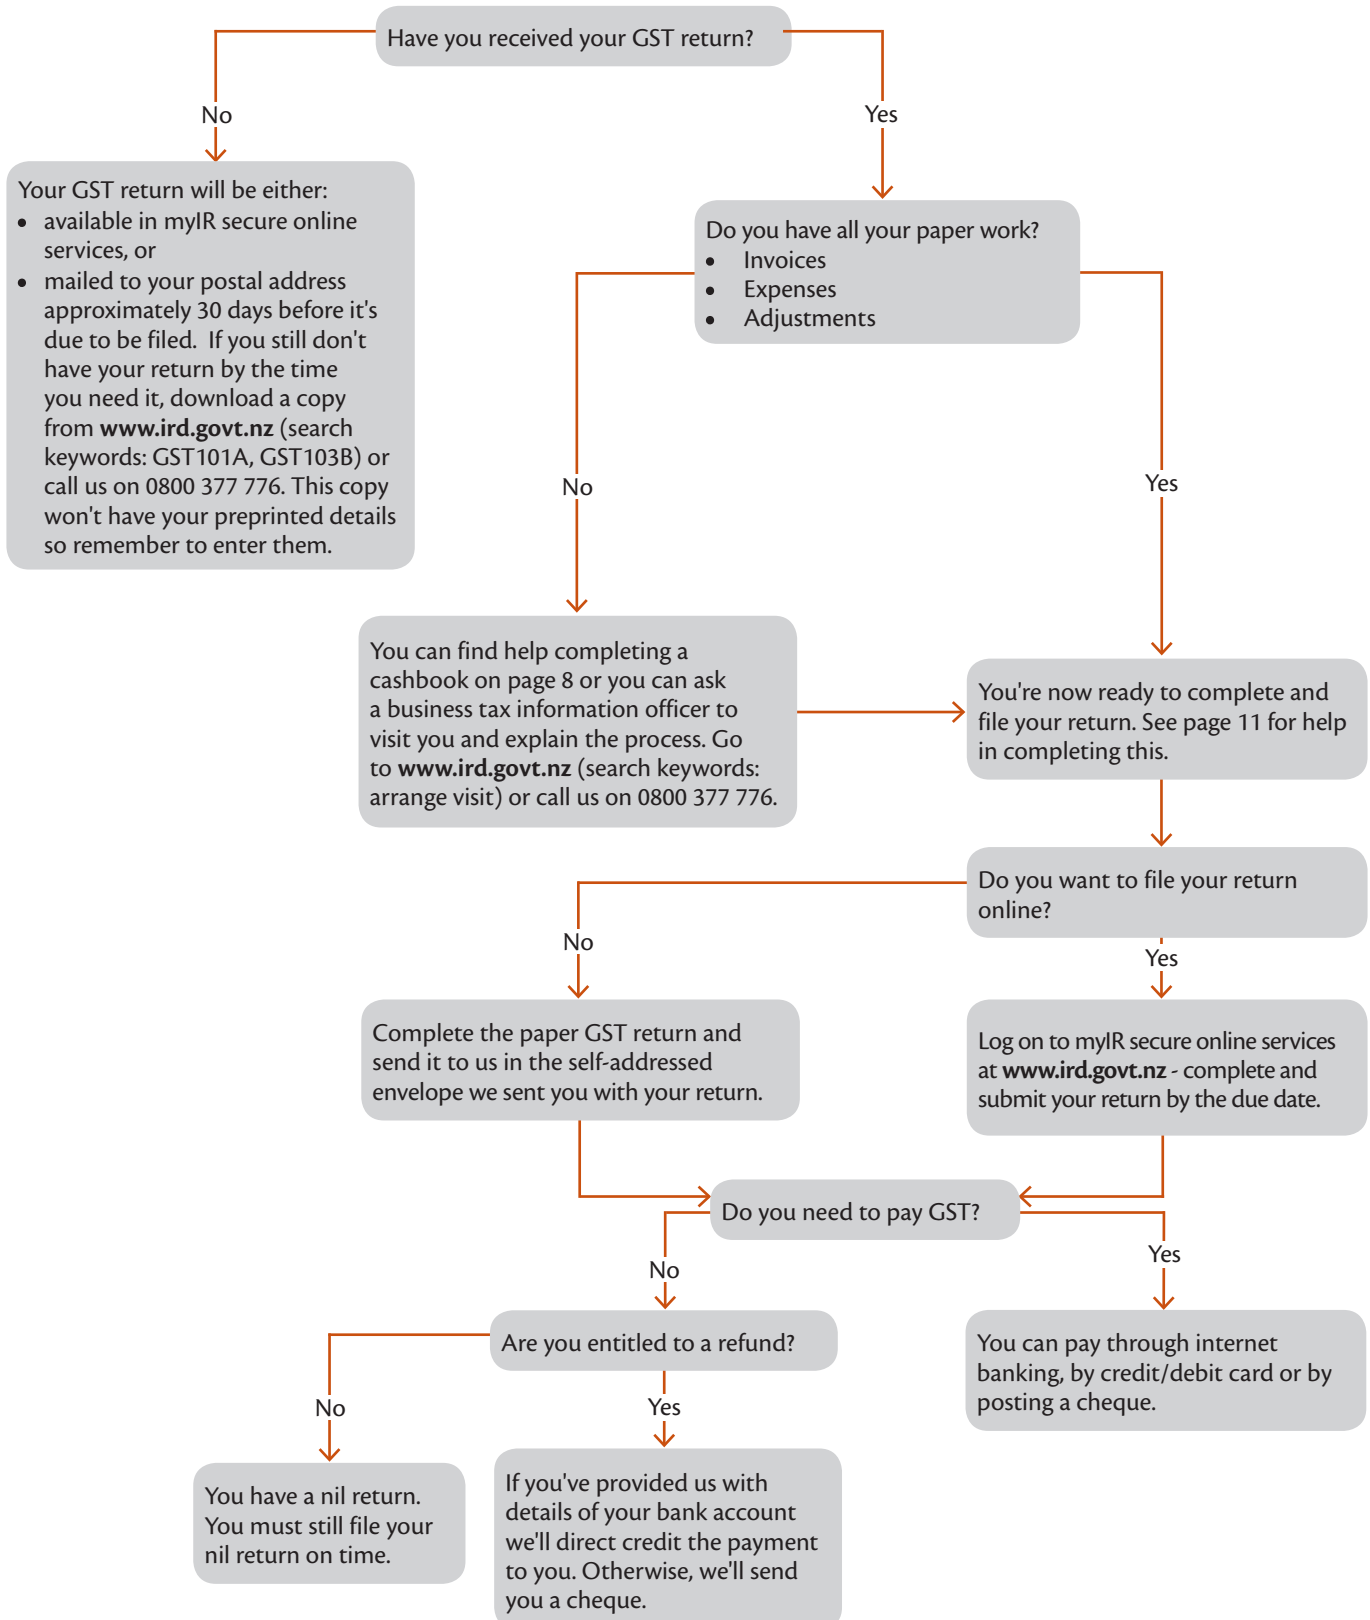 Have you received your GST return?
No
Yes
Your GST return will be either:
• available in myIR secure online
services, or
• mailed to your postal address
approximately 30 days before it's
due to be filed.  If you still don't
have your return by the time
you need it, download a copy
from www.ird.govt.nz (search
keywords: GST101A, GST103B) or
call us on 0800 377 776. This copy
won't have your preprinted details
so remember to enter them.
Do you have all your paper work?
• Invoices
• Expenses
• Adjustments
No
Yes
You can find help completing a
cashbook on page 8 or you can ask
a business tax information officer to
visit you and explain the process. Go
to www.ird.govt.nz (search keywords:
arrange visit) or call us on 0800 377 776.
You're now ready to complete and
file your return. See page 11 for help
in completing this.
Do you want to file your return
online?
No
Yes
Complete the paper GST return and
send it to us in the self-addressed
envelope we sent you with your return.
Log on to myIR secure online services
at www.ird.govt.nz - complete and
submit your return by the due date.
Do you need to pay GST?
No
Yes
Are you entitled to a refund?
You can pay through internet
banking, by credit/debit card or by
posting a cheque.
No
Yes
You have a nil return.
You must still file your
nil return on time.
If you've provided us with
details of your bank account
we'll direct credit the payment
to you. Otherwise, we'll send
you a cheque.